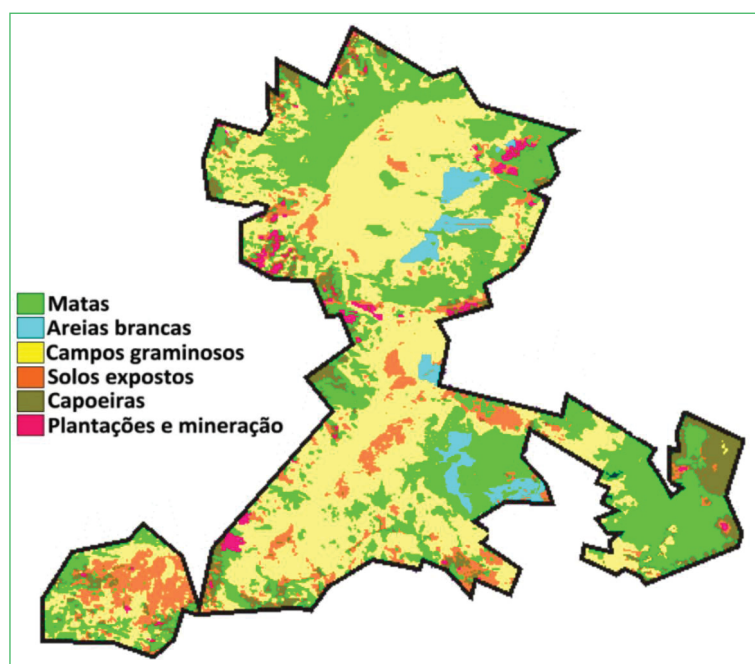 Matas
Areias brancas
Campos graminosos
Solos expostos
Capoeiras
Plantações e mineração